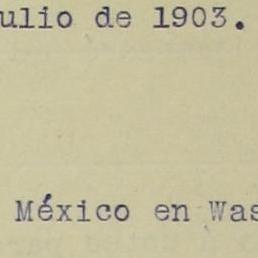 ulio de 1903.
México en Was